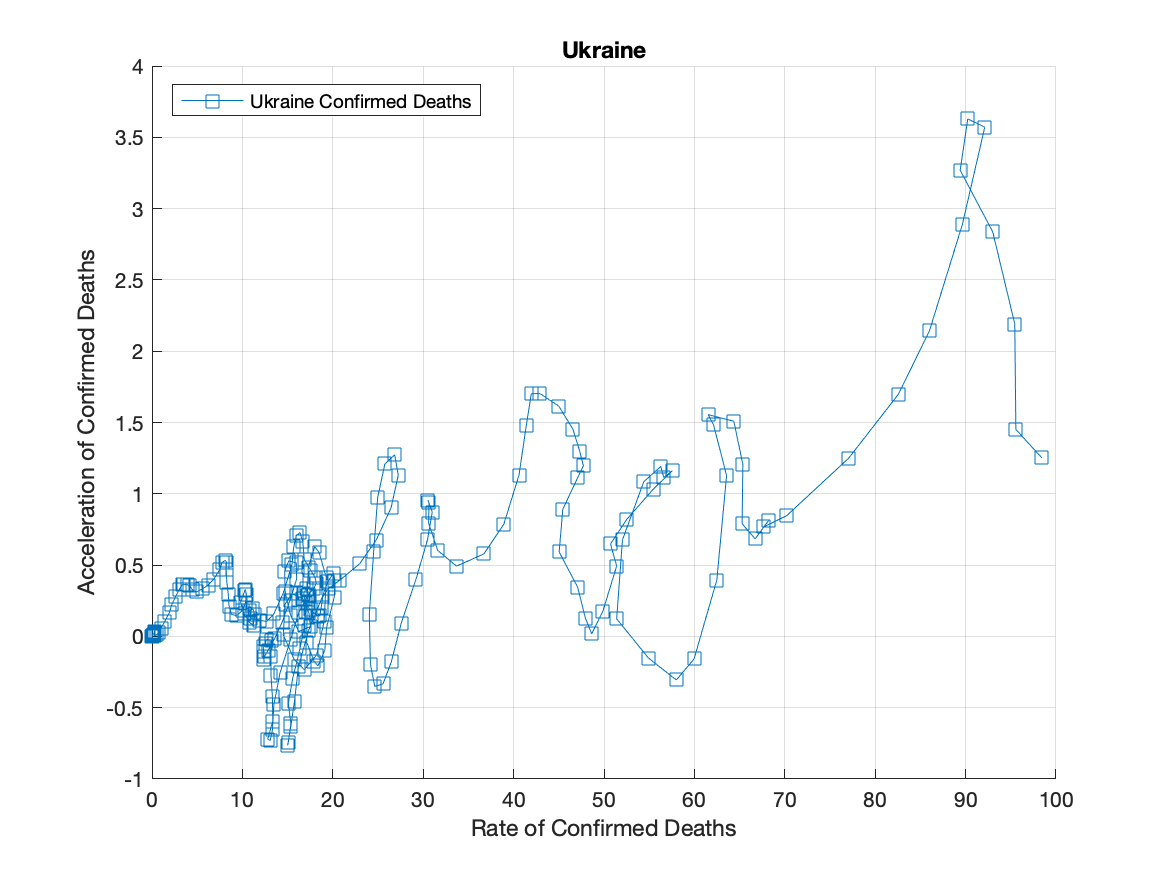 Ukraine
Ukraine Confirmed Deaths
4
3.5
3
2.5
2
1.5
1
0.5
0
-0.5
-1
Acceleration of Confirmed Deaths
0 10 20 30 40 50 60 70 80 90 100
Rate of Confirmed Deaths